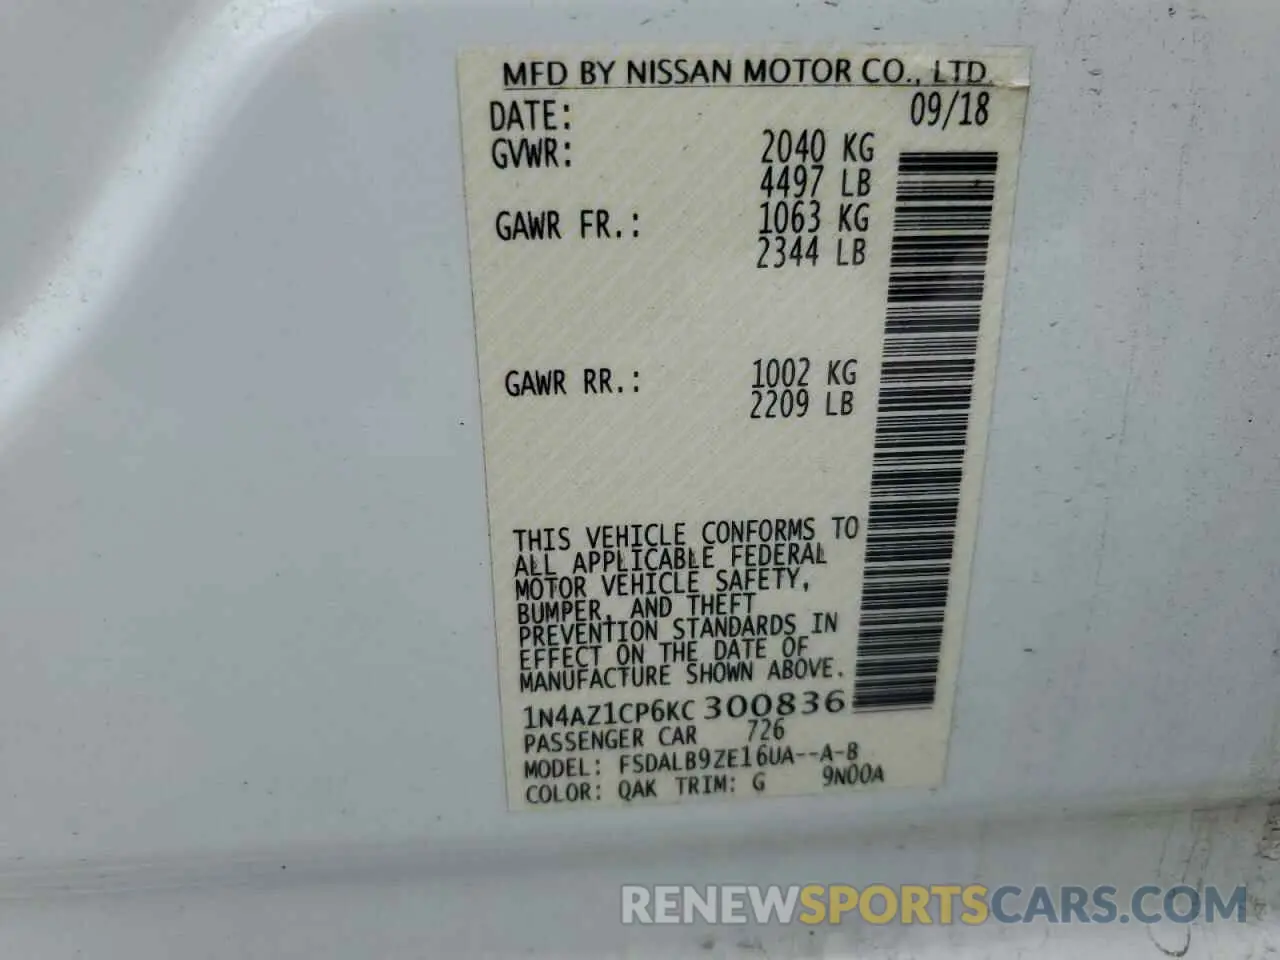 MFD BY NISSAN MOTOR CO., LTD.
DATE: 09/18
GVWR: 2040 KG
4497 LB
GAWR FR.: 1063 KG
2344 LB
GAWR RR.: 1002 KG
2209 LB
THIS VEHICLE CONFORMS TO
ALL APPLICABLE FEDERAL
MOTOR VEHICLE SAFETY,
BUMPER, AND THEFT
PREVENTION STANDARDS IN
EFFECT ON THE DATE OF
MANUFACTURE SHOWN ABOVE.
1N4AZ1CP6KC 300836
PASSENGER CAR 726
MODEL: FSDALB9ZE16UA--A-B
COLOR: QAK TRIM: G 9N00A
RENEWSPORTSCARS.COM